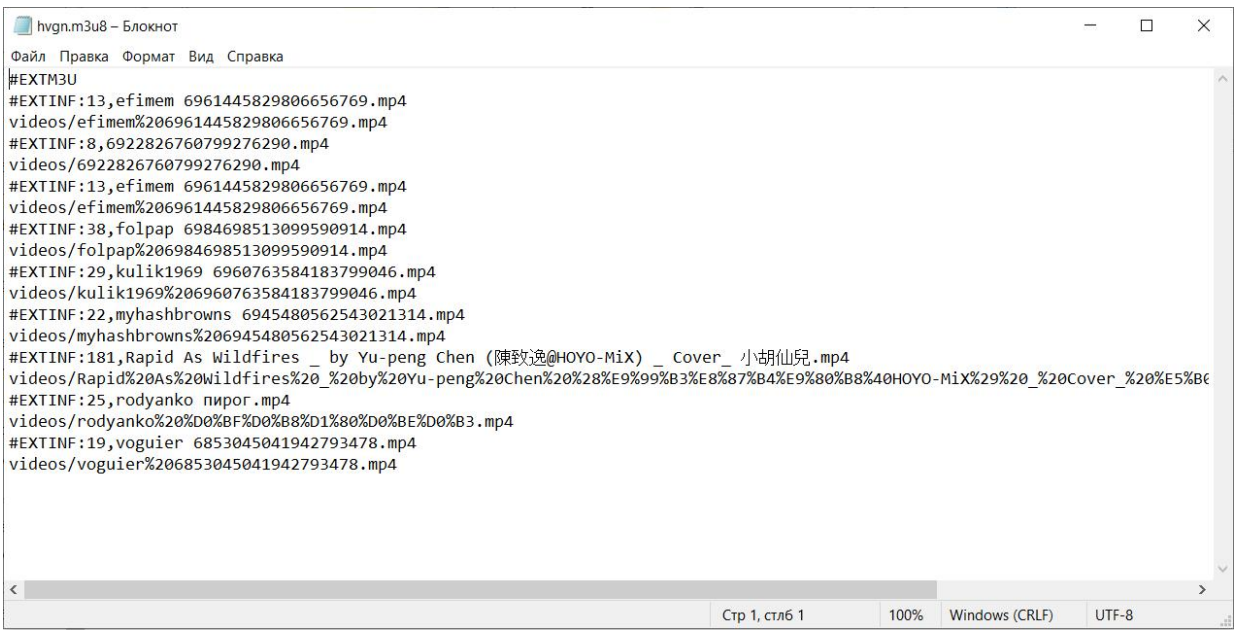 hvgn.m3u8 – Блокнот
Файл Правка Формат Вид Справка
#EXTM3U
#EXTINF:13,efimem 6961445829806656769.mp4
videos/efimem%206961445829806656769.mp4
#EXTINF:8,6922826760799276290.mp4
videos/6922826760799276290.mp4
#EXTINF:13,efimem 6961445829806656769.mp4
videos/efimem%206961445829806656769.mp4
#EXTINF:38,folpap 6984698513099590914.mp4
videos/folpap%206984698513099590914.mp4
#EXTINF:29,kulik1969 6960763584183799046.mp4
videos/kulik1969%206960763584183799046.mp4
#EXTINF:22,myhashbrowns 6945480562543021314.mp4
videos/myhashbrowns%206945480562543021314.mp4
#EXTINF:181,Rapid As Wildfires _ by Yu-peng Chen (陳致逸@HOYO-MiX) _ Cover_ 小胡仙兒.mp4
videos/Rapid%20As%20Wildfires%20_%20by%20Yu-peng%20Chen%20%28%E9%99%B3%E8%87%B4%E9%80%B8%40HOYO-MiX%29%20_%20Cover_%20%E5%B0
#EXTINF:25,rodyanko пирог.mp4
videos/rodyanko%20%D0%BF%D0%B8%D1%80%D0%BE%D0%B3.mp4
#EXTINF:19,voguier 6853045041942793478.mp4
videos/voguier%206853045041942793478.mp4
Стр 1, стлб 1 100% Windows (CRLF) UTF-8